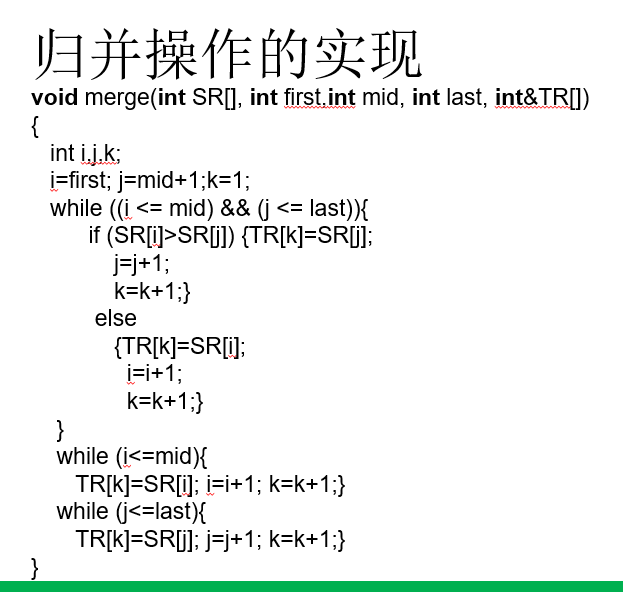 归并操作的实现
void merge(int SR[], int first,int mid, int last, int&TR[])
{
int i,j,k;
i=first; j=mid+1;k=1;
while ((i <= mid) && (j <= last)){
if (SR[i]>SR[j]) {TR[k]=SR[j];
j=j+1;
k=k+1;}
else
{TR[k]=SR[i];
i=i+1;
k=k+1;}
}
while (i<=mid){
TR[k]=SR[i]; i=i+1; k=k+1;}
while (j<=last){
TR[k]=SR[j]; j=j+1; k=k+1;}
}